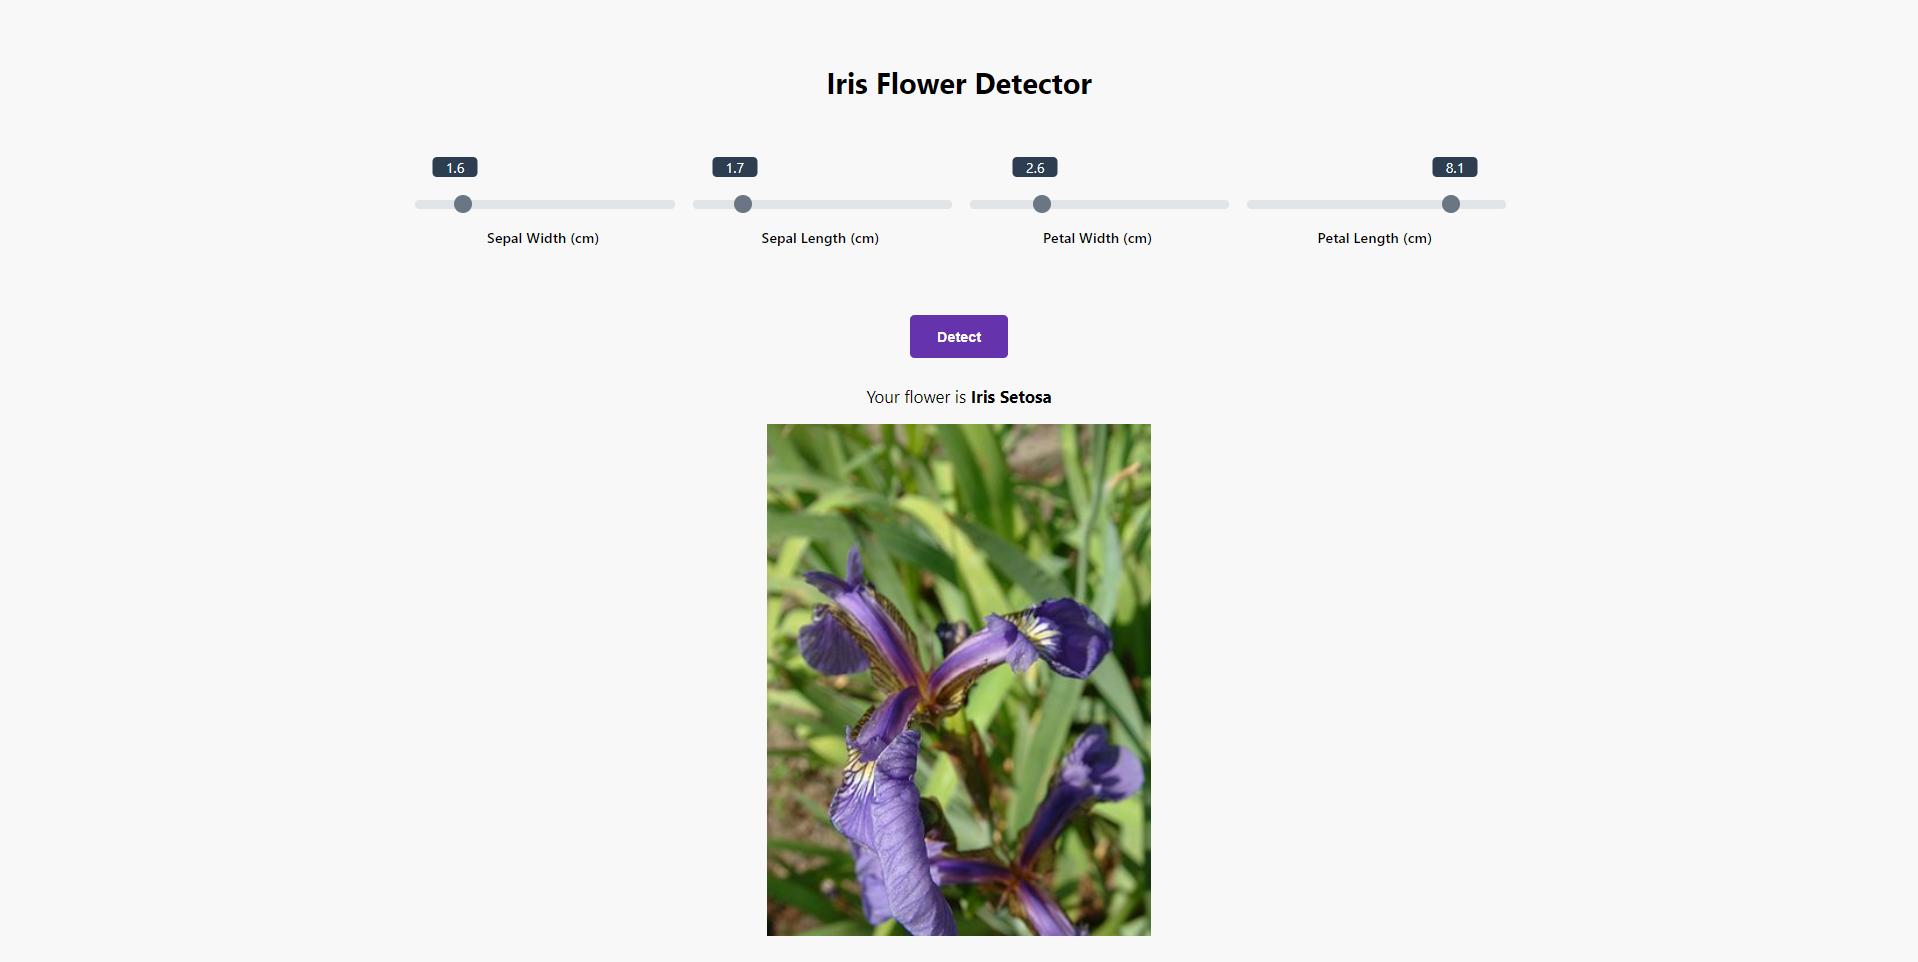 Iris Flower Detector
1.6 1.7 2.6 8.1
Sepal Width (cm) Sepal Length (cm) Petal Width (cm) Petal Length (cm)
Detect
Your flower is Iris Setosa